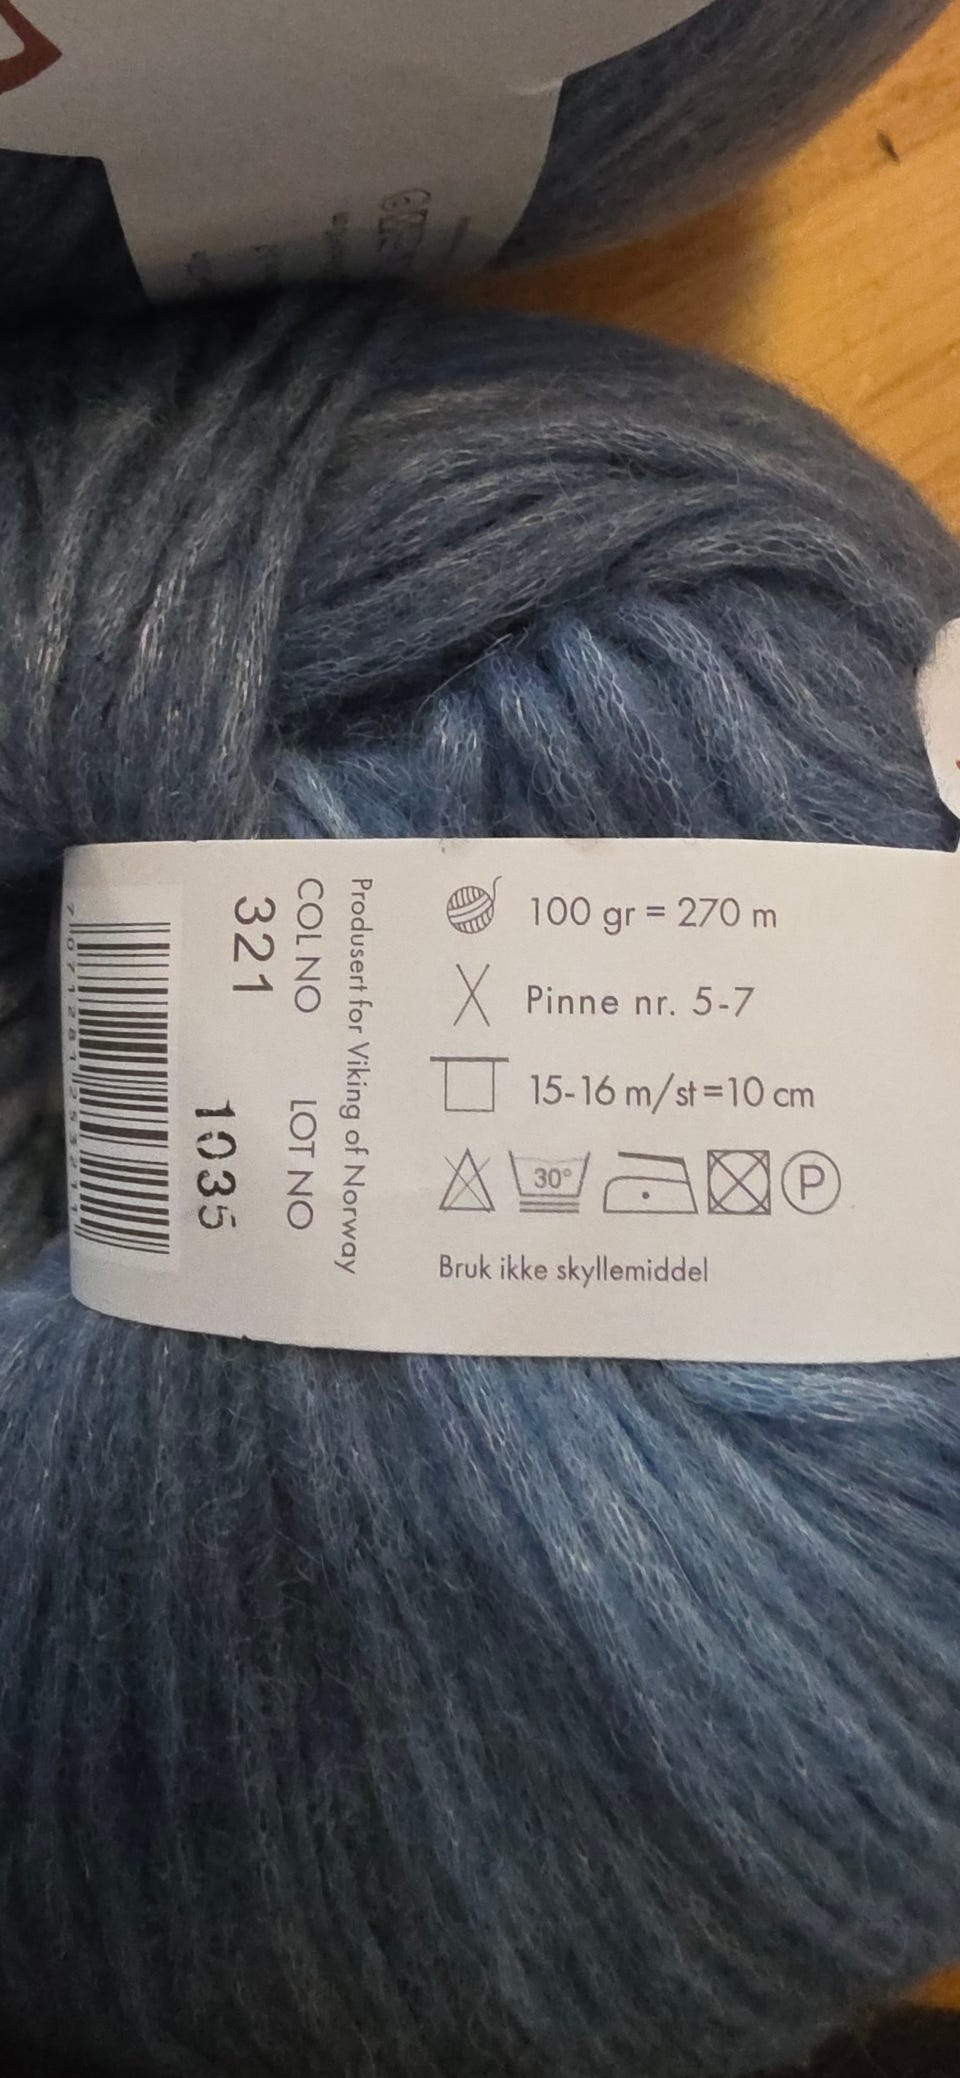 100 gr = 270 m
Pinne nr. 5-7
15-16 m/st=10 cm
30°
P
Bruk ikke skyllemiddel
Produsert for Viking of Norway
COL NO LOT NO
321
1035